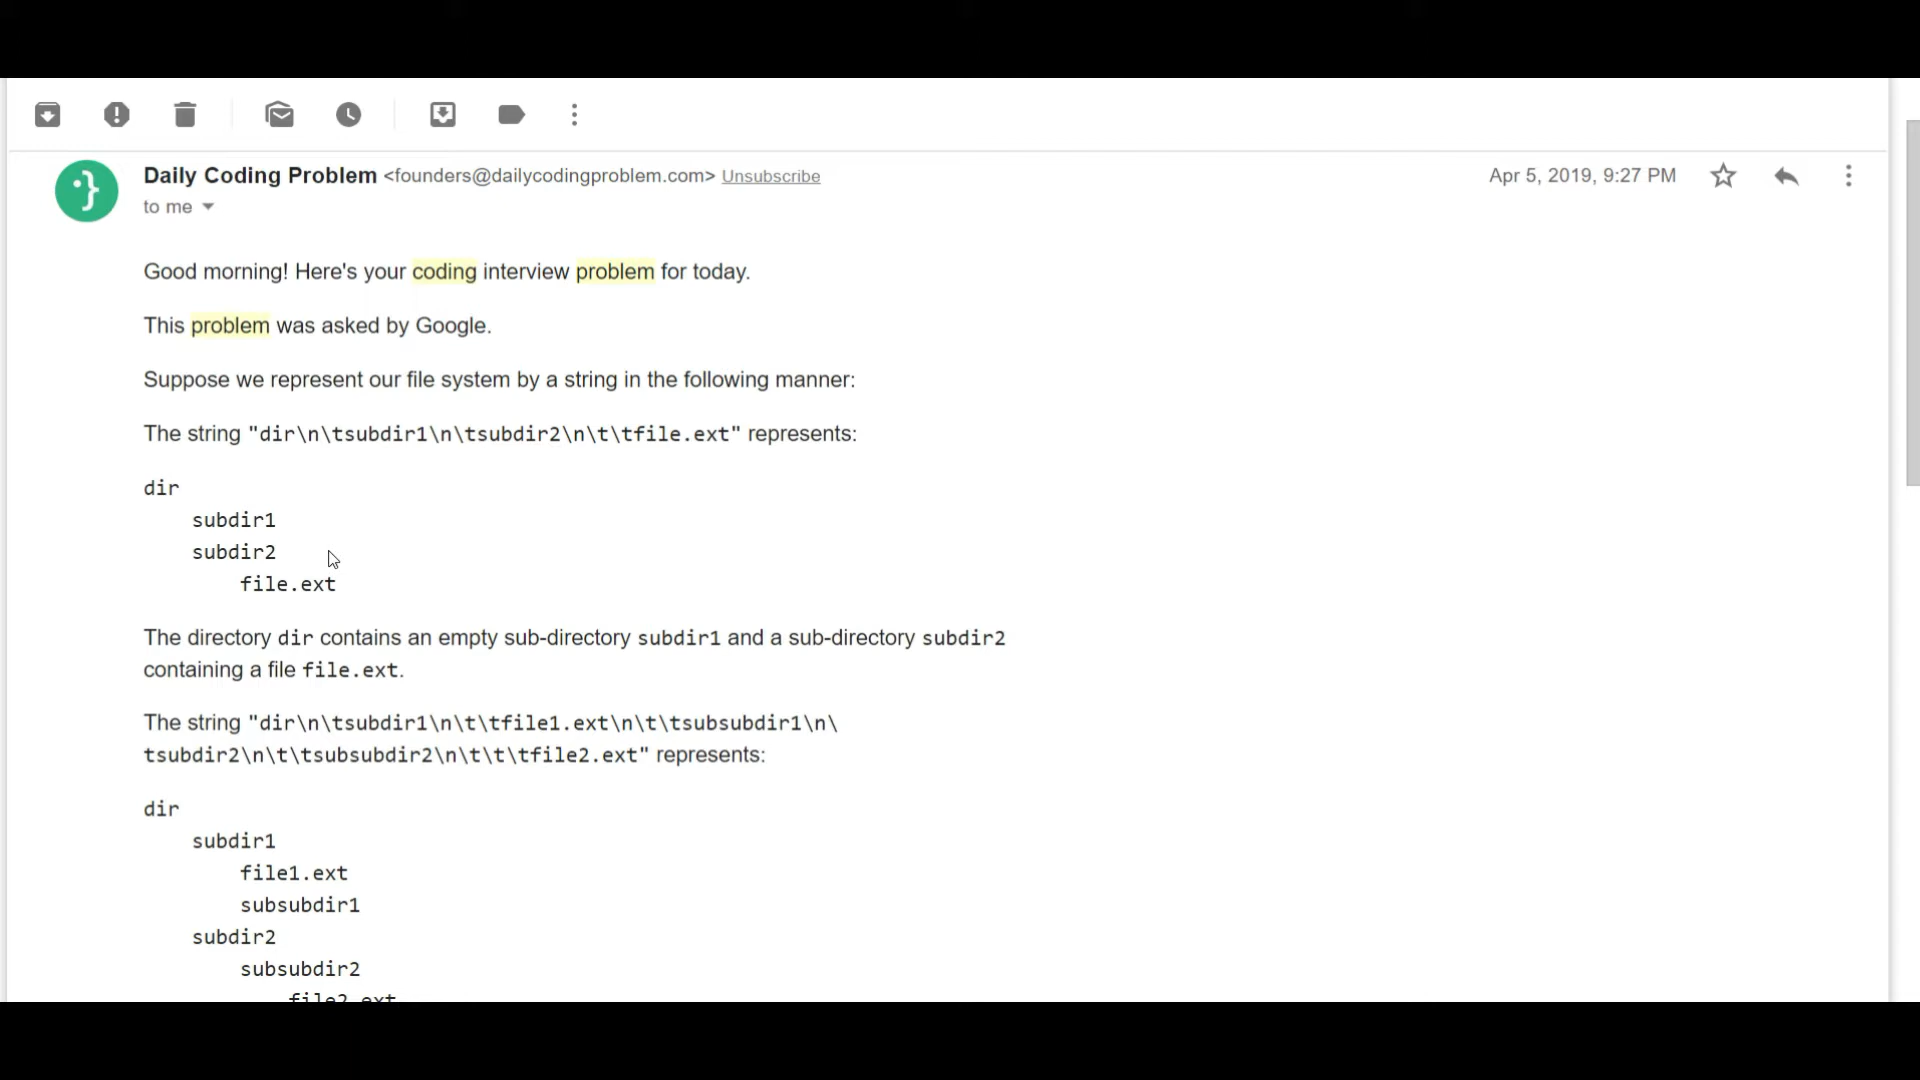 Daily Coding Problem <founders@dailycodingproblem.com> Unsubscribe
Apr 5, 2019, 9:27 PM
to me
Good morning! Here's your coding interview problem for today.
This problem was asked by Google.
Suppose we represent our file system by a string in the following manner:
The string "dir\n\tsubdir1\n\tsubdir2\n\t\tfile.ext" represents:
dir
subdir1
subdir2
file.ext
The directory dir contains an empty sub-directory subdir1 and a sub-directory subdir2
containing a file file.ext.
The string "dir\n\tsubdir1\n\t\tfile1.ext\n\t\tsubsubdir1\n\
tsubdir2\n\t\tsubsubdir2\n\t\t\tfile2.ext" represents:
dir
subdir1
file1.ext
subsubdir1
subdir2
subsubdir2
file2.ext